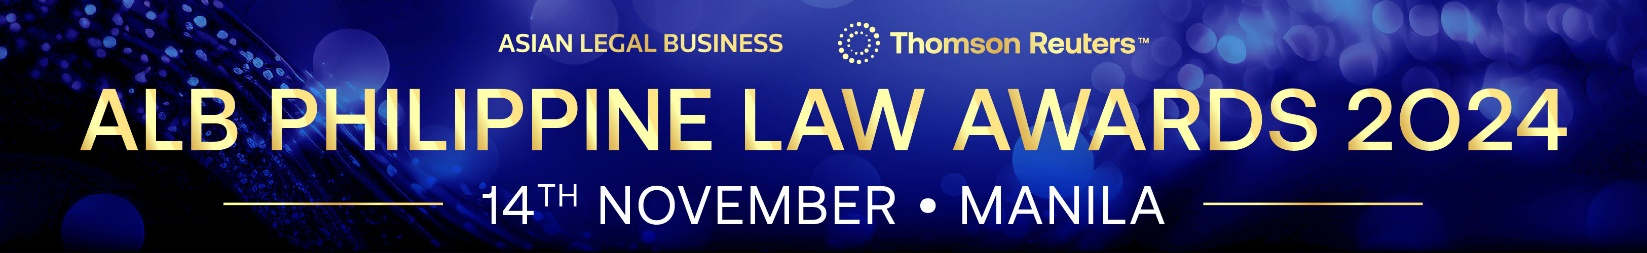 ASIAN LEGAL BUSINESS Thomson Reuters™
ALB PHILIPPINE LAW AWARDS 2024
14TH NOVEMBER • MANILA